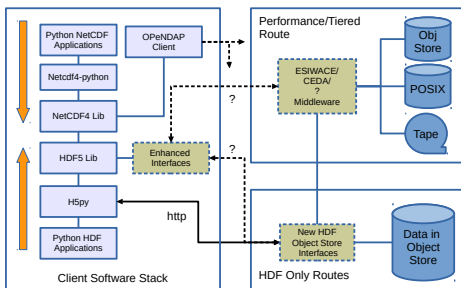 Python NetCDF
Applications
OPeNDAP
Client
Netcdf4-python
NetCDF4 Lib
HDF5 Lib
Enhanced
Interfaces
H5py
Python HDF
Applications
Client Software Stack
?
?
http
Performance/Tiered
Route
ESIWACE/
CEDA/
?
Middleware
Obj
Store
POSIX
Tape
New HDF
Object Store
Interfaces
Data in
Object
Store
HDF Only Routes